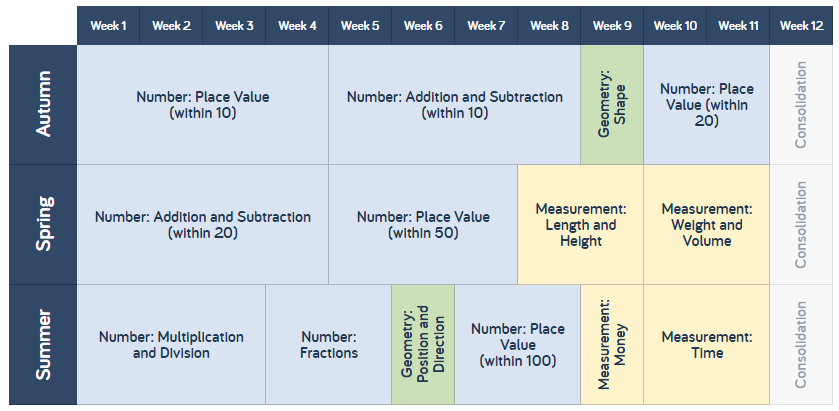 Week 1 Week 2 Week 3 Week 4 Week 5 Week 6 Week 7 Week 8 Week 9 Week 10 Week 11 Week 12
Autumn
Number: Place Value
(within 10)
Number: Addition and Subtraction
(within 10)
Geometry:
Shape
Number: Place
Value (within
20)
Consolidation
Spring
Number: Addition and Subtraction
(within 20)
Number: Place Value
(within 50)
Measurement:
Length and
Height
Measurement:
Weight and
Volume
Consolidation
Summer
Number: Multiplication
and Division
Number:
Fractions
Geometry:
Position and
Direction
Number: Place
Value
(within 100)
Measurement:
Money
Measurement:
Time
Consolidation